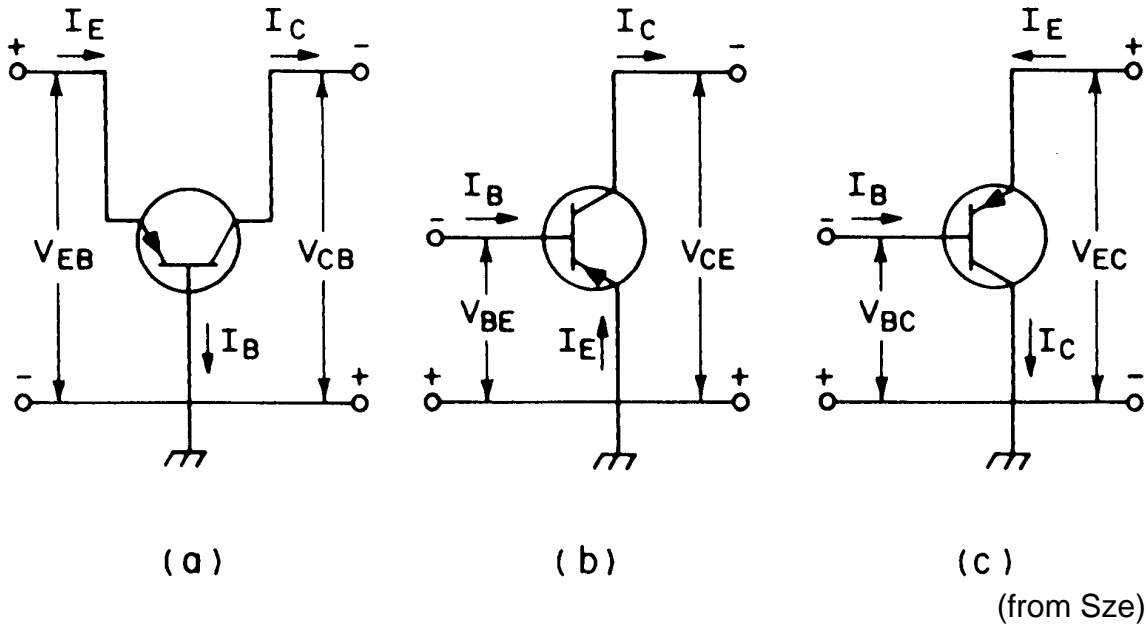 I_E I_C I_C I_E
+ - - +
I_B I_B
- -
V_EB V_CB V_CE V_EC
V_BE V_BC
I_B I_E I_C
- + + + + -
(a) (b) (c)
(from Sze)